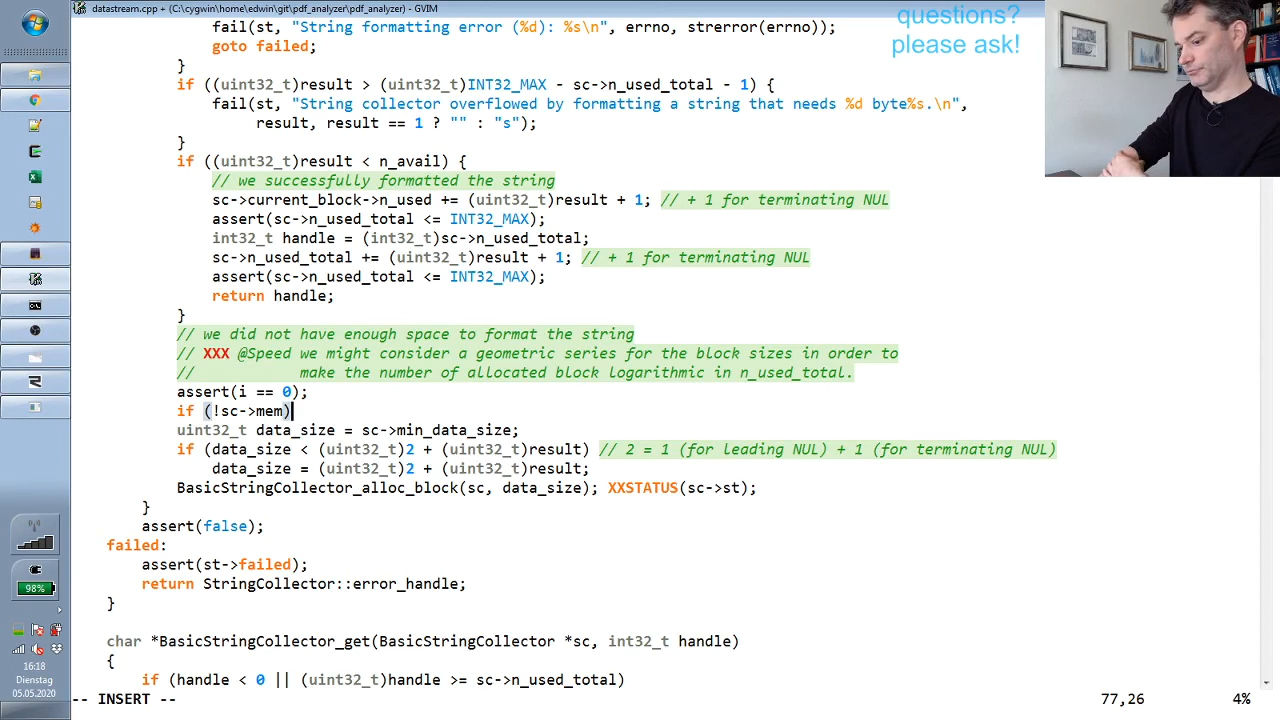 datastream.cpp + (C:\cygwin\home\edwin\git\pdf_analyzer\pdf_analyzer) - GVIM
questions?
please ask!
fail(st, "String formatting error (%d): %s\n", errno, strerror(errno));
goto failed;
}
if ((uint32_t)result > (uint32_t)INT32_MAX - sc->n_used_total - 1) {
fail(st, "String collector overflowed by formatting a string that needs %d byte%s.\n",
result, result == 1 ? "" : "s");
}
if ((uint32_t)result < n_avail) {
// we successfully formatted the string
sc->current_block->n_used += (uint32_t)result + 1; // + 1 for terminating NUL
assert(sc->n_used_total <= INT32_MAX);
int32_t handle = (int32_t)sc->n_used_total;
sc->n_used_total += (uint32_t)result + 1; // + 1 for terminating NUL
assert(sc->n_used_total <= INT32_MAX);
return handle;
}
// we did not have enough space to format the string
// XXX @Speed we might consider a geometric series for the block sizes in order to
// make the number of allocated block logarithmic in n_used_total.
assert(i == 0);
if (!sc->mem)
uint32_t data_size = sc->min_data_size;
if (data_size < (uint32_t)2 + (uint32_t)result) // 2 = 1 (for leading NUL) + 1 (for terminating NUL)
data_size = (uint32_t)2 + (uint32_t)result;
BasicStringCollector_alloc_block(sc, data_size); XXSTATUS(sc->st);
}
assert(false);
failed:
assert(st->failed);
return StringCollector::error_handle;
}
char *BasicStringCollector_get(BasicStringCollector *sc, int32_t handle)
{
if (handle < 0 || (uint32_t)handle >= sc->n_used_total)
-- INSERT --
77,26
4%
98%
16:18
Dienstag
05.05.2020